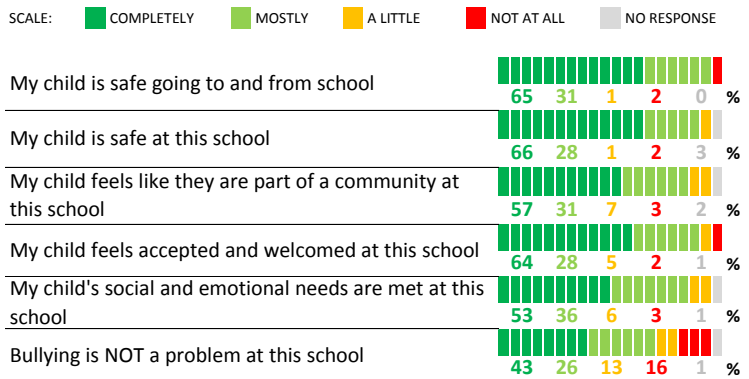 SCALE: COMPLETELY MOSTLY A LITTLE NOT AT ALL NO RESPONSE
My child is safe going to and from school
65 31 1 2 0 %
My child is safe at this school
66 28 1 2 3 %
My child feels like they are part of a community at
this school
57 31 7 3 2 %
My child feels accepted and welcomed at this school
64 28 5 2 1 %
My child's social and emotional needs are met at this
school
53 36 6 3 1 %
Bullying is NOT a problem at this school
43 26 13 16 1 %